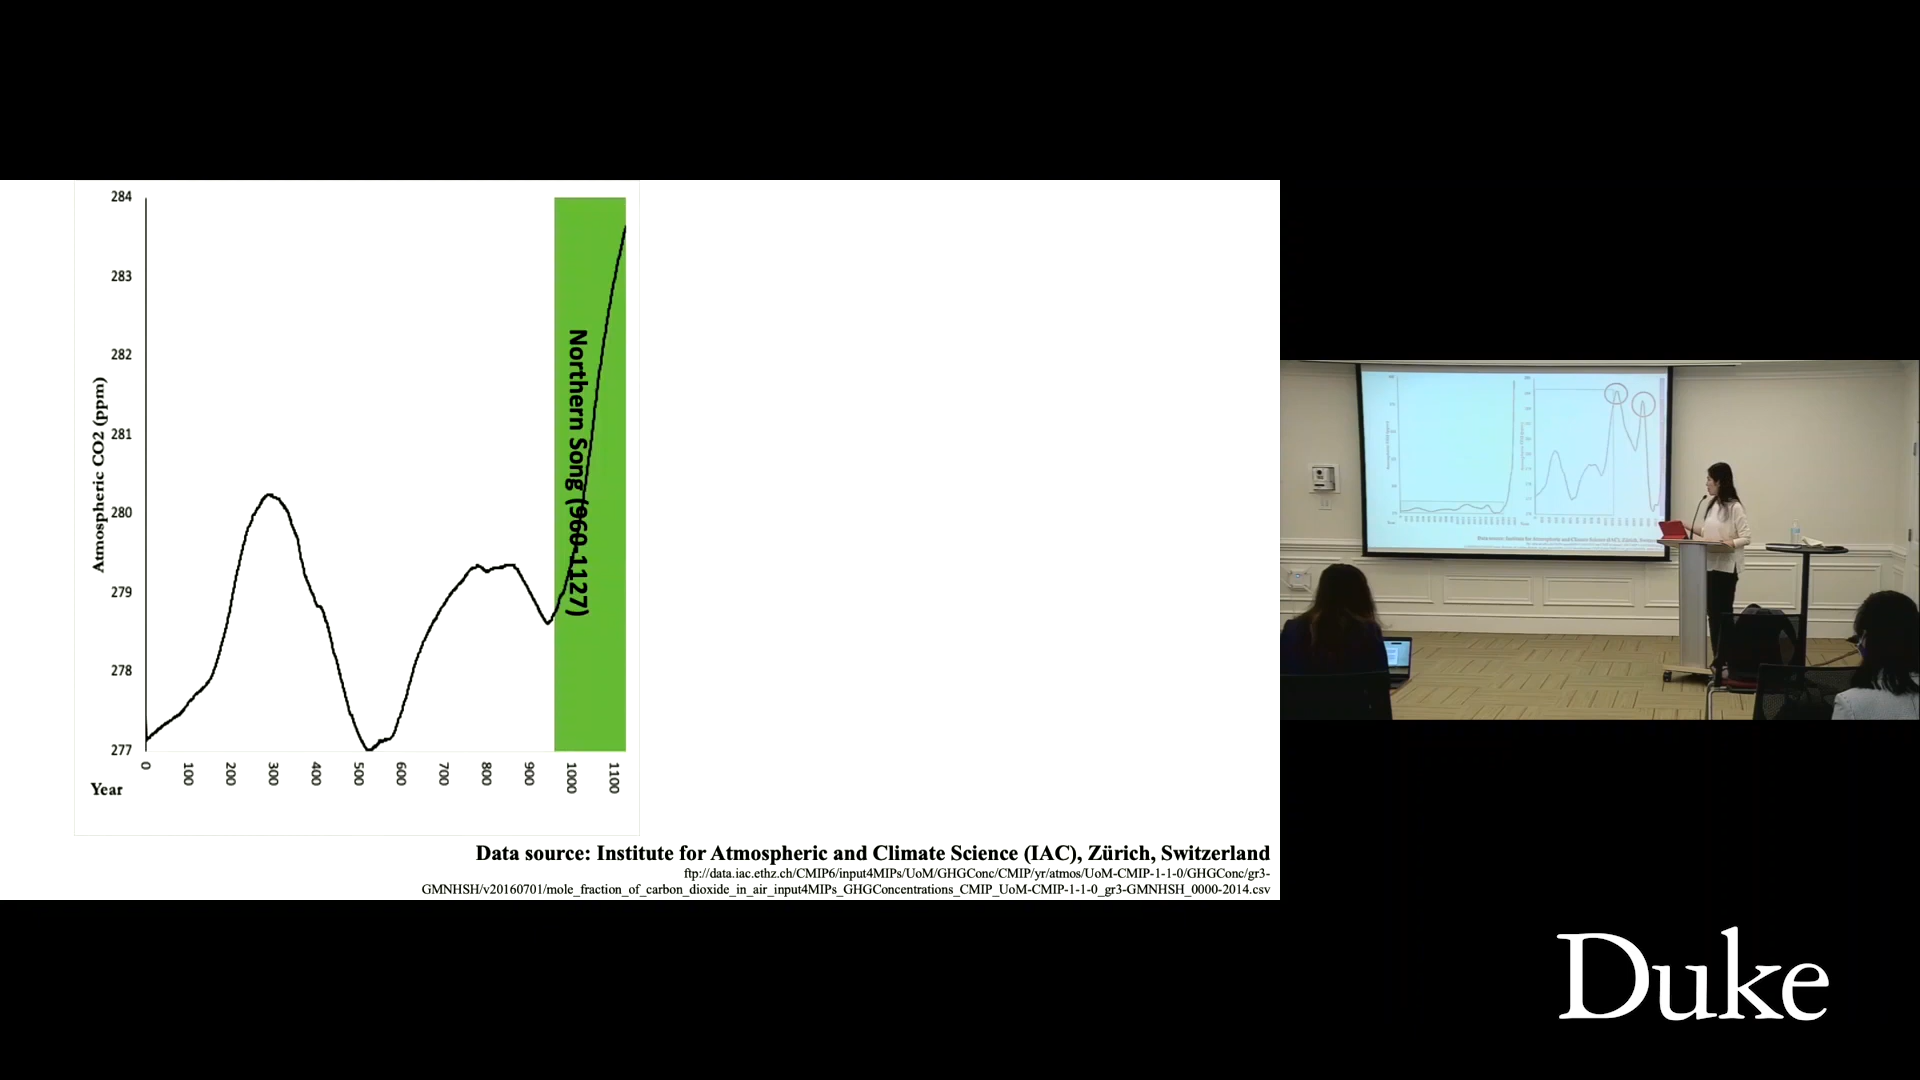 284
283
282
281
280
279
278
277
Atmospheric CO2 (ppm)
Northern Song (960-1127)
0
100
200
300
400
500
600
700
800
900
1000
1100
Year
Data source: Institute for Atmospheric and Climate Science (IAC), Zürich, Switzerland
ftp://data.iac.ethz.ch/CMIP6/input4MIPs/UoM/GHGConc/CMIP/yr/atmos/UoM-CMIP-1-1-0/GHGConc/gr3-
GMNHSH/v20160701/mole_fraction_of_carbon_dioxide_in_air_input4MIPs_GHGConcentrations_CMIP_UoM-CMIP-1-1-0_gr3-GMNHSH_0000-2014.csv
Duke